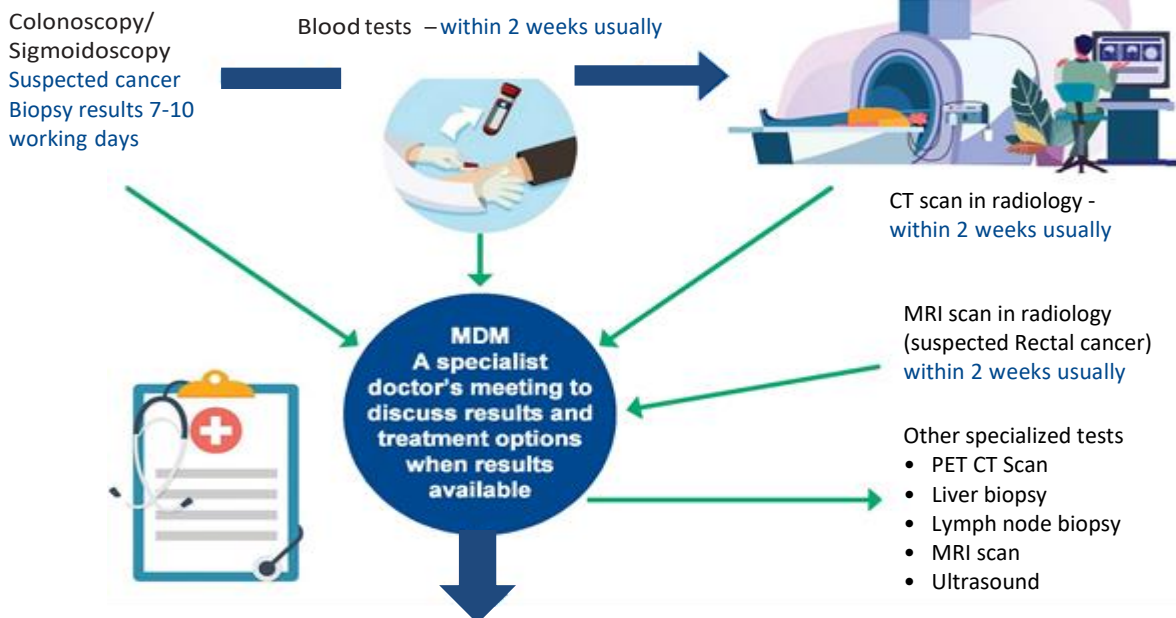 Colonoscopy/
Sigmoidoscopy
Suspected cancer
Biopsy results 7-10
working days
Blood tests – within 2 weeks usually
CT scan in radiology -
within 2 weeks usually
MRI scan in radiology
(suspected Rectal cancer)
within 2 weeks usually
MDM
A specialist
doctor's meeting to
discuss results and
treatment options
when results
available
Other specialized tests
• PET CT Scan
• Liver biopsy
• Lymph node biopsy
• MRI scan
• Ultrasound